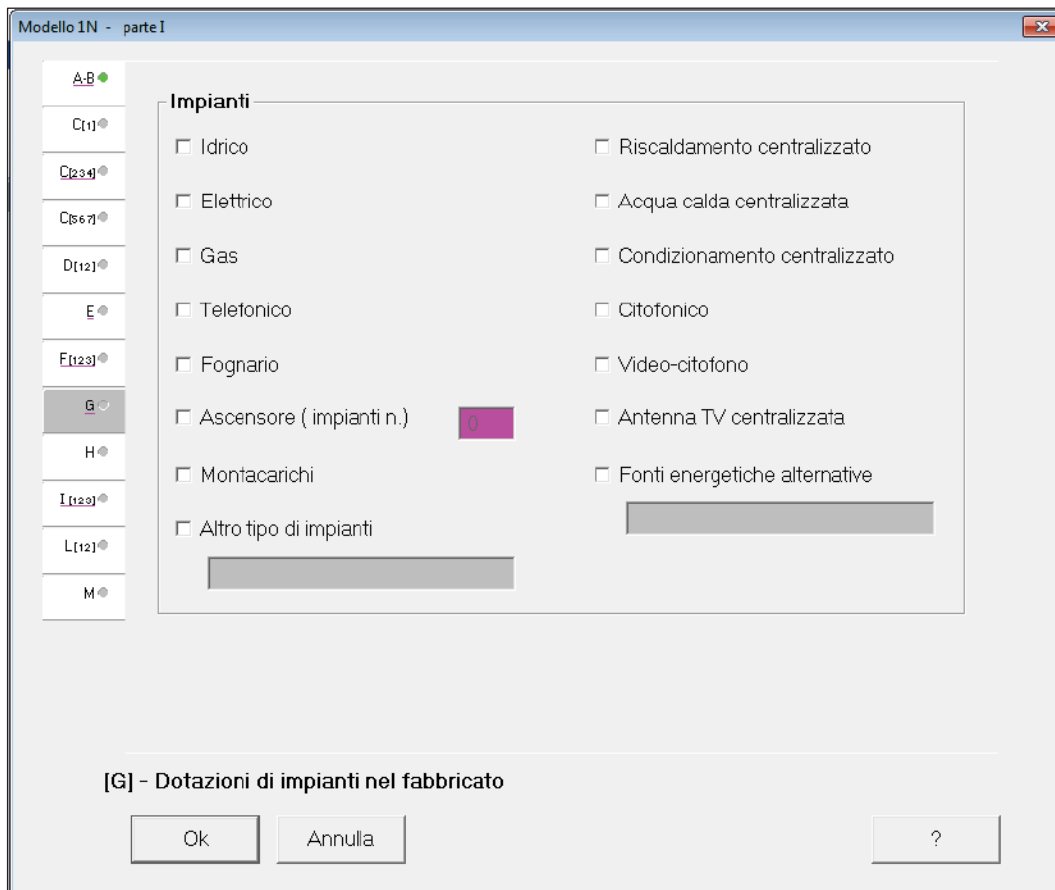 Modello 1N - parte I
A-B
C[1]
C[234]
C[567]
D[12]
E
F[123]
G
H
I[123]
L[12]
M
Impianti
Idrico
Elettrico
Gas
Telefonico
Fognario
Ascensore ( impianti n.) 0
Montacarichi
Altro tipo di impianti
Riscaldamento centralizzato
Acqua calda centralizzata
Condizionamento centralizzato
Citofonico
Video-citofono
Antenna TV centralizzata
Fonti energetiche alternative
[G] - Dotazioni di impianti nel fabbricato
Ok
Annulla
?